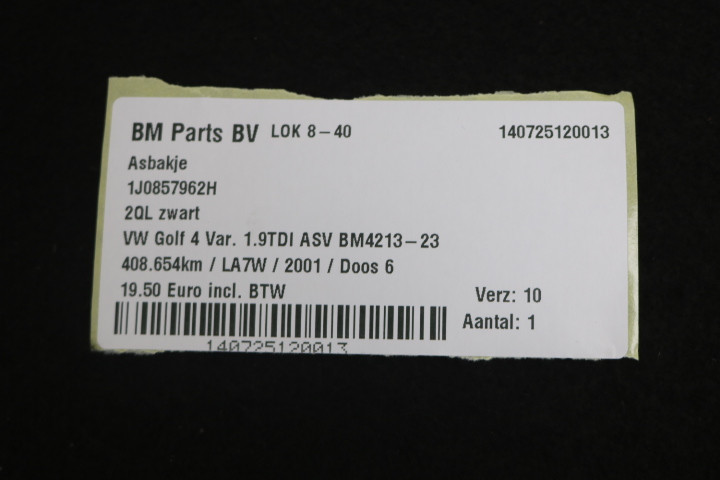 BM Parts BV LOK 8-40 140725120013
Asbakje
1J0857962H
2QL zwart
VW Golf 4 Var. 1.9TDI ASV BM4213-23
408.654km / LA7W / 2001 / Doos 6
19.50 Euro incl. BTW Verz: 10
Aantal: 1
140725120013